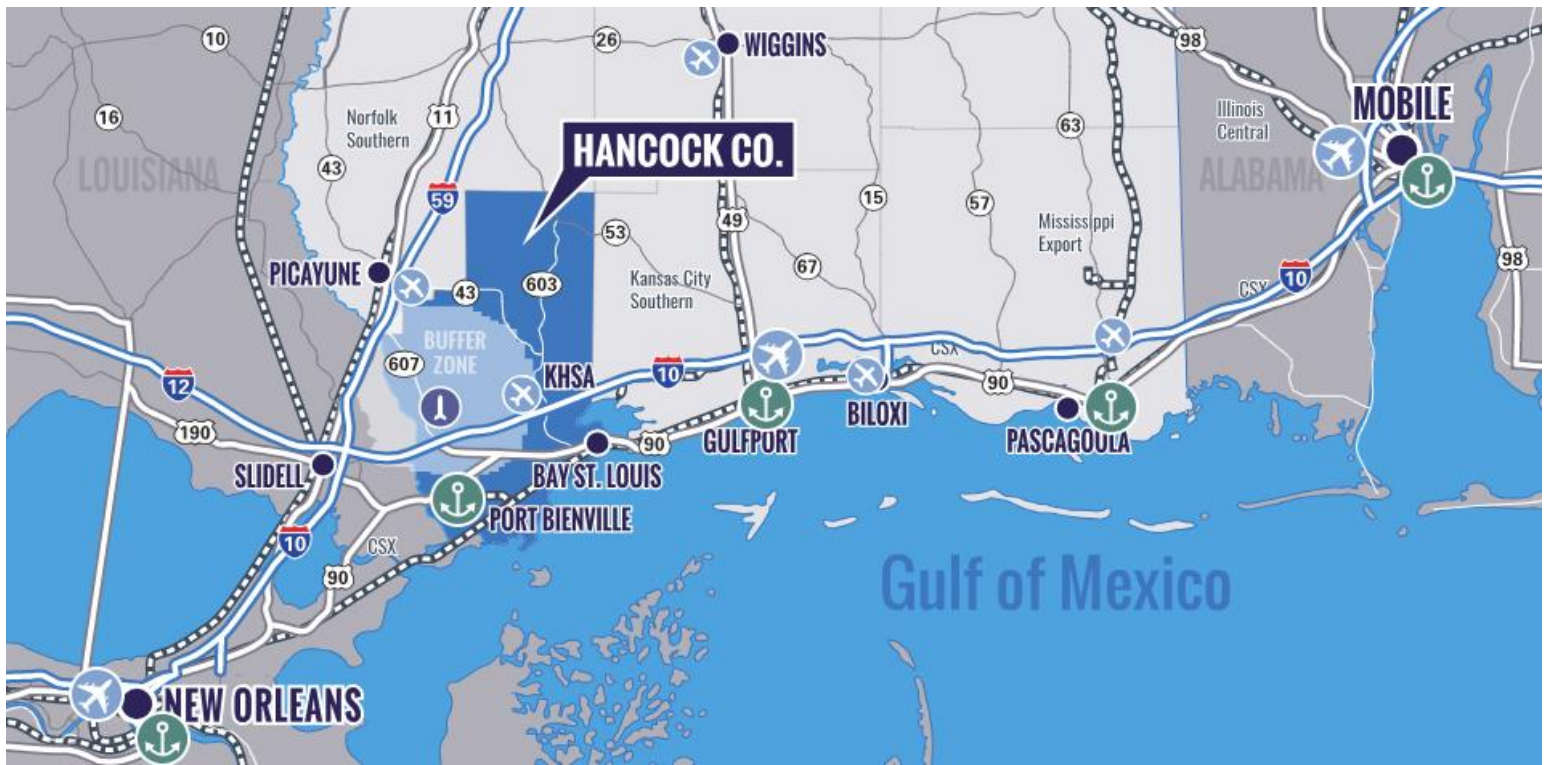 10
26
WIGGINS
98
16
Norfolk
Southern
11
43
LOUISIANA
HANCOCK CO.
63
Illinois
Central
MOBILE
ALABAMA
59
15
57
49
53
Mississippi
Export
98
PICAYUNE
43
603
Kansas City
Southern
67
CSX
10
BUFFER
ZONE
607
KHSA
10
CSX
90
12
BILOXI
190
GULFPORT
PASCAGOULA
90
SLIDELL
BAY ST. LOUIS
PORT BIENVILLE
10
CSX
90
Gulf of Mexico
NEW ORLEANS